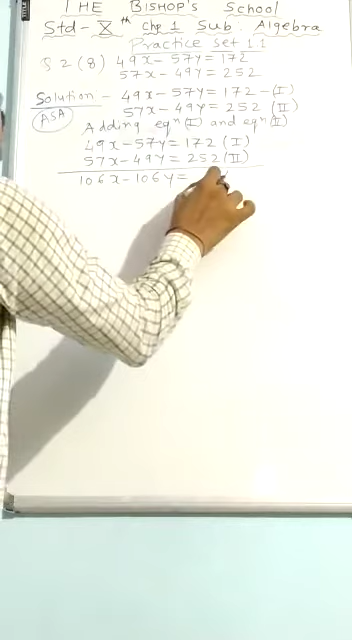 THE BISHOP'S School
Std- X th Chp 1 Sub. Algebra
Practice Set 1.1
Q 2 (8) 49x - 57y = 172
57x - 49y = 252
Solution - 49x - 57y = 172 - (I)
57x - 49y = 252 (II)
ASA
Adding eqn (I) and eqn (II)
49x - 57y = 172 (I)
57x - 49y = 252 (II)
106x - 106y =